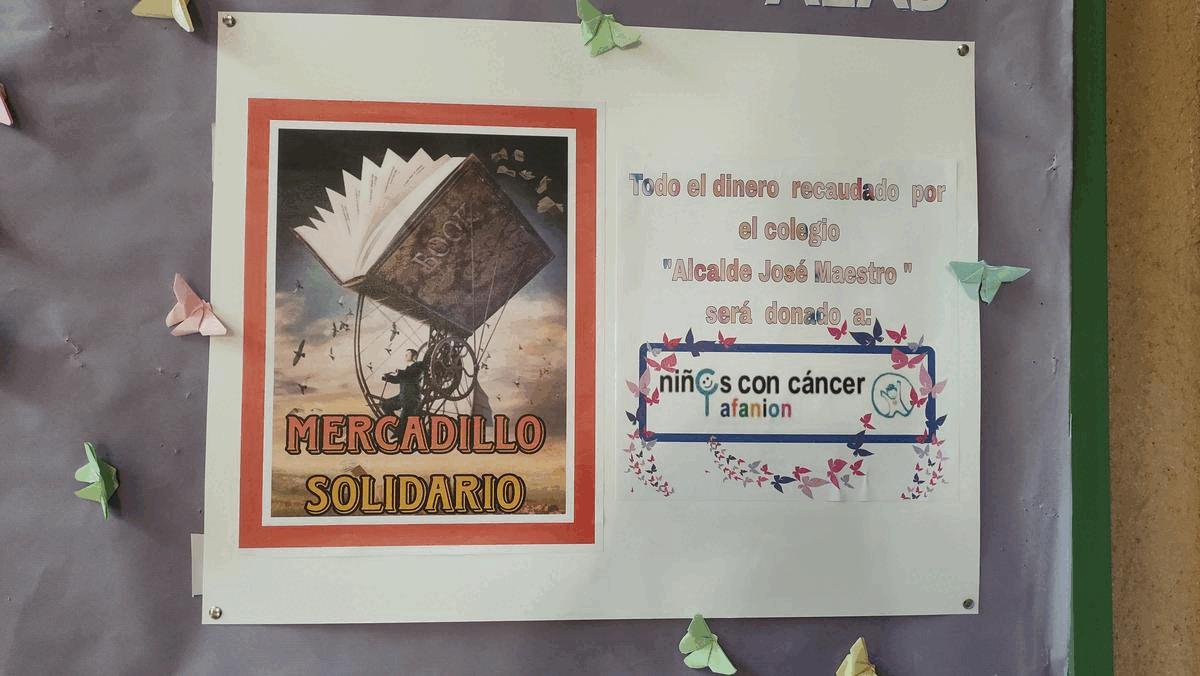 MERCADILLO
SOLIDARIO
Todo el dinero recaudado por
el colegio
"Alcalde José Maestro "
será donado a:
niños con cáncer
afanion